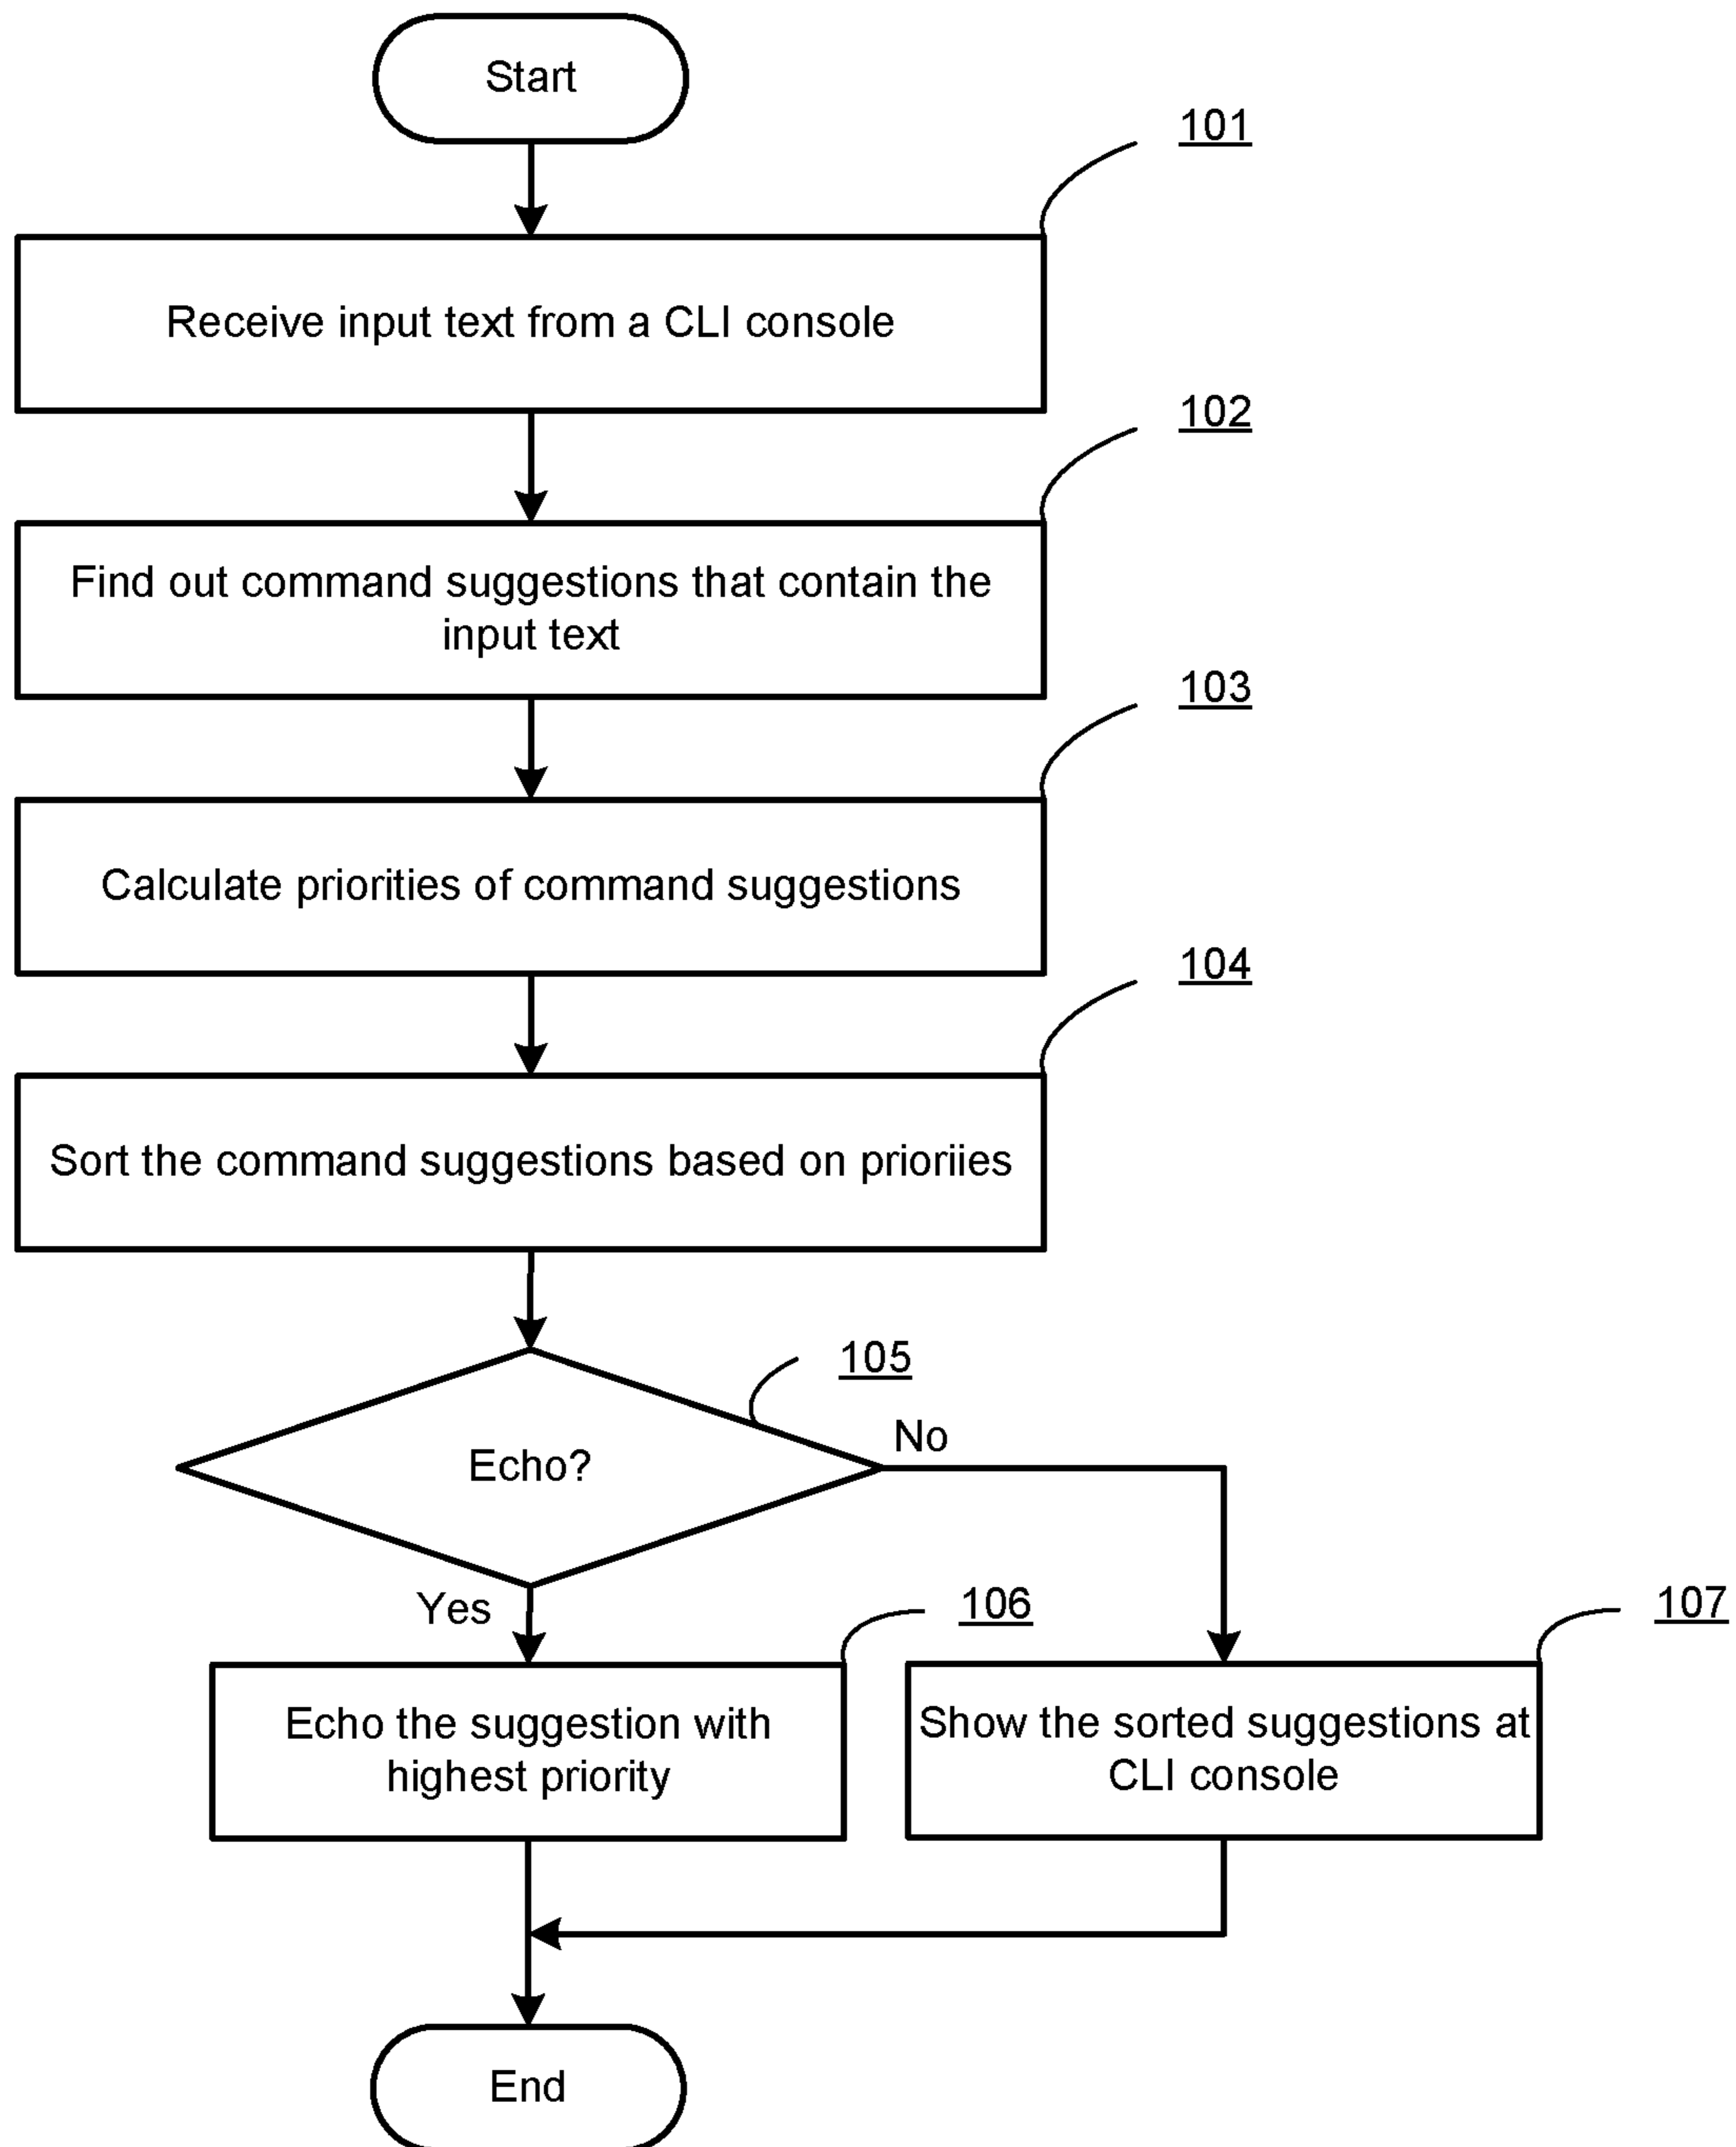 Start
101
Receive input text from a CLI console
102
Find out command suggestions that contain the
input text
103
Calculate priorities of command suggestions
104
Sort the command suggestions based on prioriies
105
Echo?
No
Yes
106
107
Echo the suggestion with
highest priority
Show the sorted suggestions at
CLI console
End